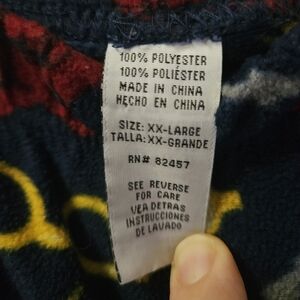 100% POLYESTER
100% POLIÉSTER
MADE IN CHINA
HECHO EN CHINA
SIZE: XX-LARGE
TALLA: XX-GRANDE
RN# 82457
SEE REVERSE
FOR CARE
VEA DETRAS
INSTRUCCIONES
DE LAVADO